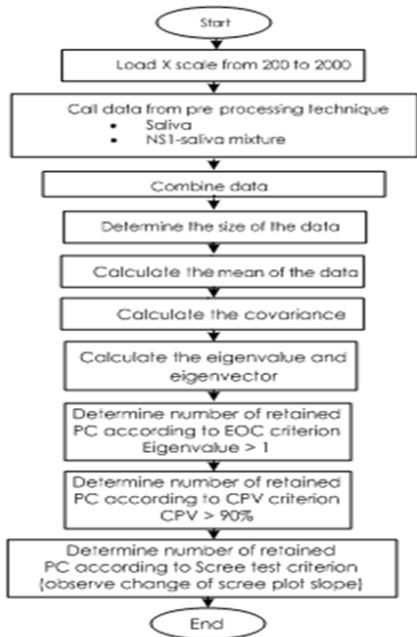 Start
Load X scale from 200 to 2000
Call data from pre-processing technique
• Saliva
• NS1-saliva mixture
Combine data
Determine the size of the data
Calculate the mean of the data
Calculate the covariance
Calculate the eigenvalue and
eigenvector
Determine number of retained
PC according to EOC criterion
Eigenvalue > 1
Determine number of retained
PC according to CPV criterion
CPV > 90%
Determine number of retained
PC according to Scree test criterion
(observe change of scree plot slope)
End